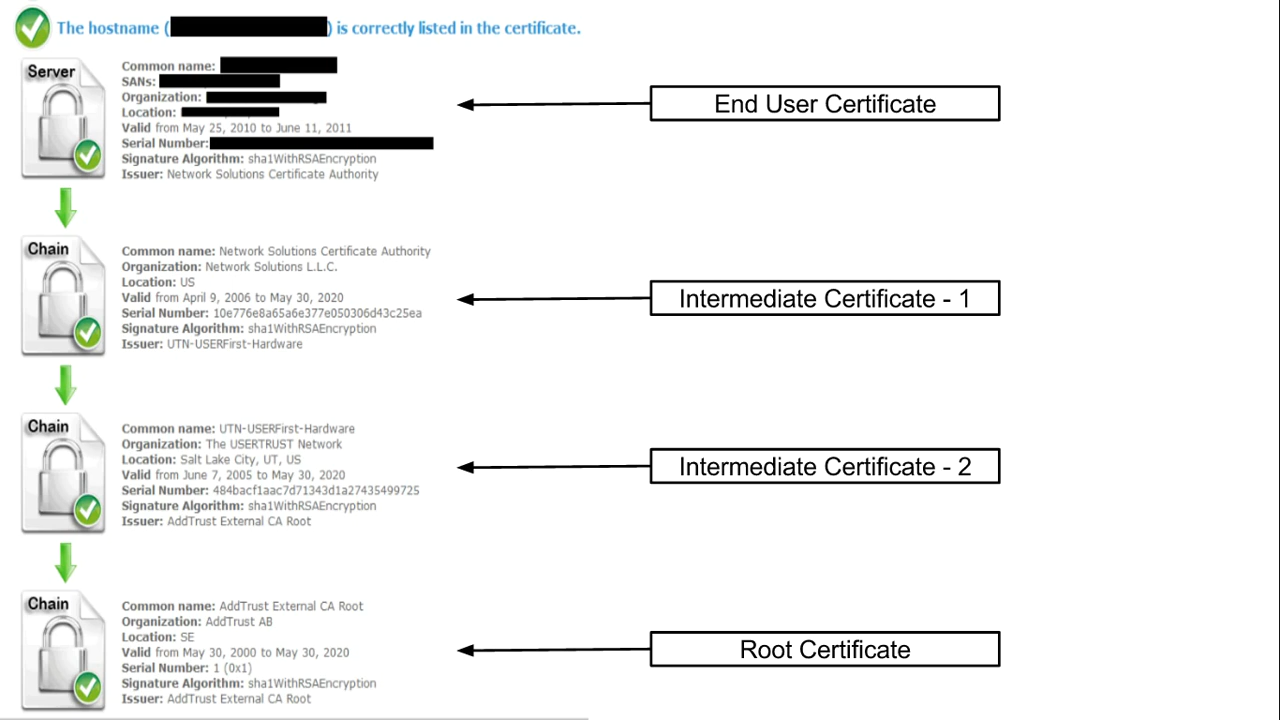 The hostname ( ) is correctly listed in the certificate.
Server
Common name:
SANs:
Organization:
Location:
Valid from May 25, 2010 to June 11, 2011
Serial Number:
Signature Algorithm: sha1WithRSAEncryption
Issuer: Network Solutions Certificate Authority
End User Certificate
Chain
Common name: Network Solutions Certificate Authority
Organization: Network Solutions L.L.C.
Location: US
Valid from April 9, 2006 to May 30, 2020
Serial Number: 10e776e8a65a6e377e050306d43c25ea
Signature Algorithm: sha1WithRSAEncryption
Issuer: UTN-USERFirst-Hardware
Intermediate Certificate - 1
Chain
Common name: UTN-USERFirst-Hardware
Organization: The USERTRUST Network
Location: Salt Lake City, UT, US
Valid from June 7, 2005 to May 30, 2020
Serial Number: 484bacf1aac7d71343d1a27435499725
Signature Algorithm: sha1WithRSAEncryption
Issuer: AddTrust External CA Root
Intermediate Certificate - 2
Chain
Common name: AddTrust External CA Root
Organization: AddTrust AB
Location: SE
Valid from May 30, 2000 to May 30, 2020
Serial Number: 1 (0x1)
Signature Algorithm: sha1WithRSAEncryption
Issuer: AddTrust External CA Root
Root Certificate